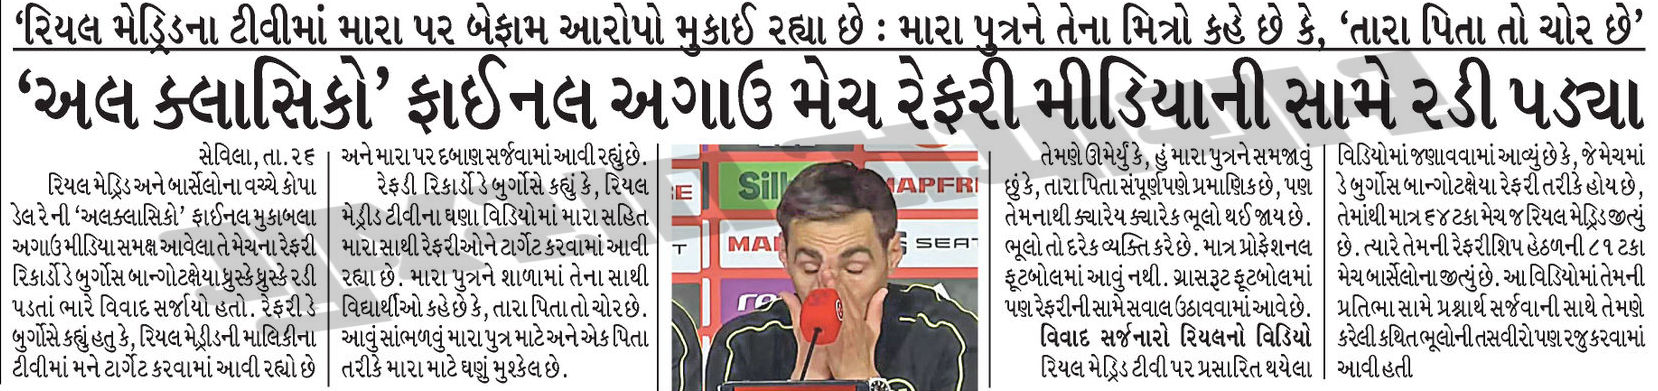 ‘રિયલ મેડ્રિડના ટીવીમાં મારા પર બેફામ આરોપો મુકાઈ રહ્યા છે : મારા પુત્રને તેના મિત્રો કહે છે કે, ‘તારા પિતા તો ચોર છે’
‘અલ ક્લાસિકો’ ફાઈનલ અગાઉ મેચ રેફરી મીડિયાની સામે રડી પડ્યા
સેવિલા, તા.૨૬
રિયલ મેડ્રિડ અને બાર્સેલોના વચ્ચે કોપા
ડેલ રે ની ‘અલક્લાસિકો’ ફાઈનલ મુકાબલા
અગાઉ મીડિયા સમક્ષ આવેલા તે મેચના રેફરી
રિકાર્ડો ડે બુર્ગોસ બાન્ગોટક્ષેયા ધ્રુસ્કે ધ્રુસ્કે રડી
પડતાં ભારે વિવાદ સર્જાયો હતો. રેફરી ડે
બુર્ગોસે કહ્યું હતુ કે, રિયલ મેડ્રીડની માલિકીના
ટીવીમાં મને ટાર્ગેટ કરવામાં આવી રહ્યો છે
અને મારા પર દબાણ સર્જવામાં આવી રહ્યું છે.
રેફડી રિકાર્ડો ડે બુર્ગોસે કહ્યું કે, રિયલ
મેડ્રીડ ટીવીના ઘણા વિડિયોમાં મારા સહિત
મારા સાથી રેફરીઓને ટાર્ગેટ કરવામાં આવી
રહ્યા છે. મારા પુત્રને શાળામાં તેના સાથી
વિદ્યાર્થીઓ કહે છે કે, તારા પિતા તો ચોર છે.
આવું સાંભળવું મારા પુત્ર માટે અને એક પિતા
તરીકે મારા માટે ઘણું મુશ્કેલ છે.
Sill
MAPFRE
SEAT
તેમણે ઊમેર્યું કે, હું મારા પુત્રને સમજાવું
છું કે, તારા પિતા સંપૂર્ણપણે પ્રમાણિક છે, પણ
તેમનાથી ક્યારેય ક્યારેક ભૂલો થઈ જાય છે.
ભૂલો તો દરેક વ્યક્તિ કરે છે. માત્ર પ્રોફેશનલ
ફૂટબોલમાં આવું નથી. ગ્રાસરૂટ ફૂટબોલમાં
પણ રેફરીની સામે સવાલ ઉઠાવવામાં આવે છે.
વિવાદ સર્જનારો રિયલનો વિડિયો
રિયલ મેડ્રિડ ટીવી પર પ્રસારિત થયેલા
વિડિયોમાં જણાવવામાં આવ્યું છે કે, જે મેચમાં
ડે બુર્ગોસ બાન્ગોટક્ષેયા રેફરી તરીકે હોય છે,
તેમાંથી માત્ર ૬૪ ટકા મેચ જ રિયલ મેડ્રિડ જીત્યું
છે. ત્યારે તેમની રેફરીશિપ હેઠળની ૮૧ ટકા
મેચ બાર્સેલોના જીત્યું છે. આ વિડિયોમાં તેમની
પ્રતિભા સામે પ્રશ્નાર્થ સર્જવાની સાથે તેમણે
કરેલી કથિત ભૂલોની તસવીરો પણ રજુ કરવામાં
આવી હતી